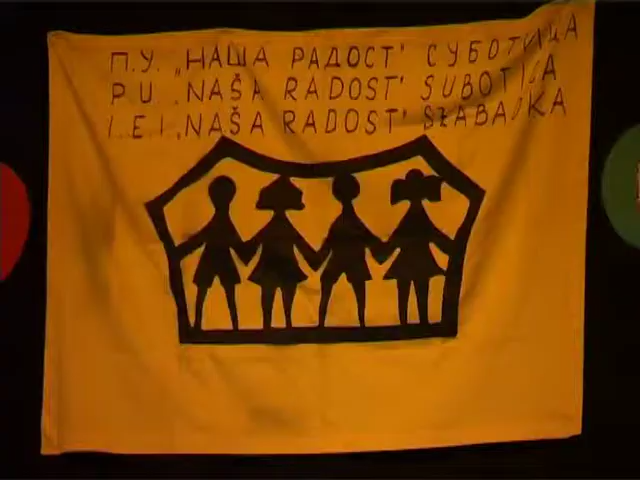 П.У. „НАША РАДОСТ" СУБОТИЦА
P.U. „NAŠA RADOST" SUBOTICA
I.E.I. „NAŠA RADOST" SZABADKA